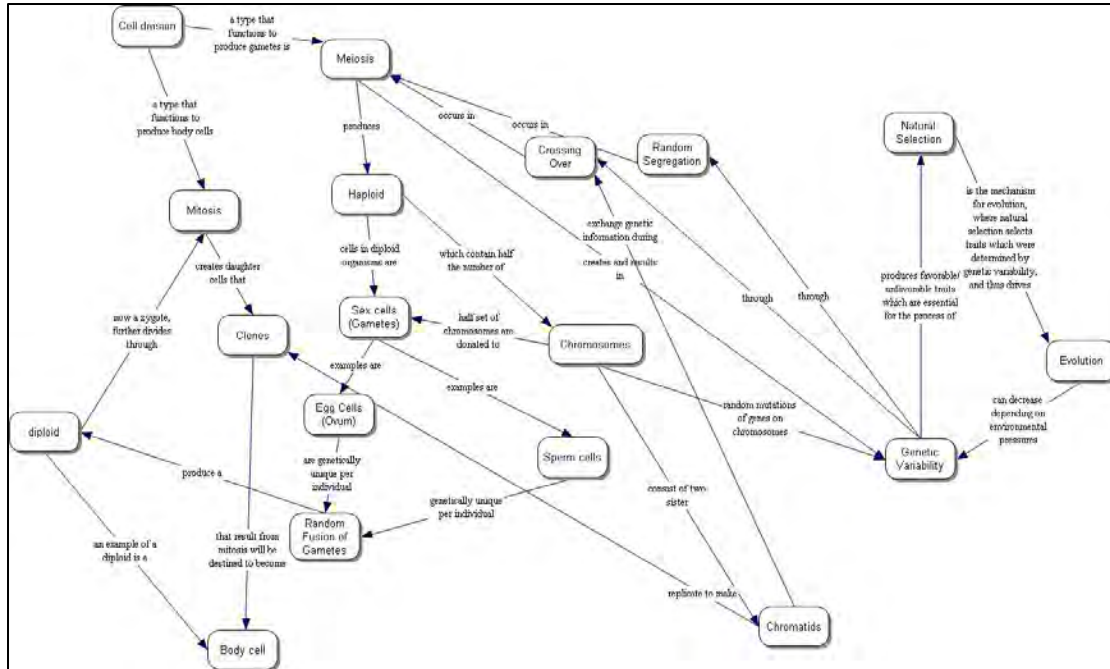 Cell division
a type that
functions to
produce gametes is
Meiosis
a type that
functions to
produce body cells
produces
occurs in
occurs in
Crossing
Over
Random
Segregation
Natural
Selection
Mitosis
Haploid
is the mechanism
for evolution,
where natural
selection selects
traits which were
determined by
genetic variability,
and thus drives
exchange genetic
information during
creates and results
in
cells in diploid
organisms are
which contain half
the number of
creates daughter
cells that
produces favorable/
unfavorable traits
which are essential
for the process of
through
through
now a zygote,
further divides
through
Clones
Sex cells
(Gametes)
half set of
chromosomes are
donated to
Chromosomes
Evolution
examples are
examples are
Egg Cells
(Ovum)
random mutations
of genes on
chromosomes
can decrease
depending on
environmental
pressures
diploid
Genetic
Variability
Sperm cells
are genetically
unique per
individual
produce a
consist of two
sister
genetically unique
per individual
Random
Fusion of
Gametes
an example of a
diploid is a
that result from
mitosis will be
destined to become
replicate to make
Chromatids
Body cell